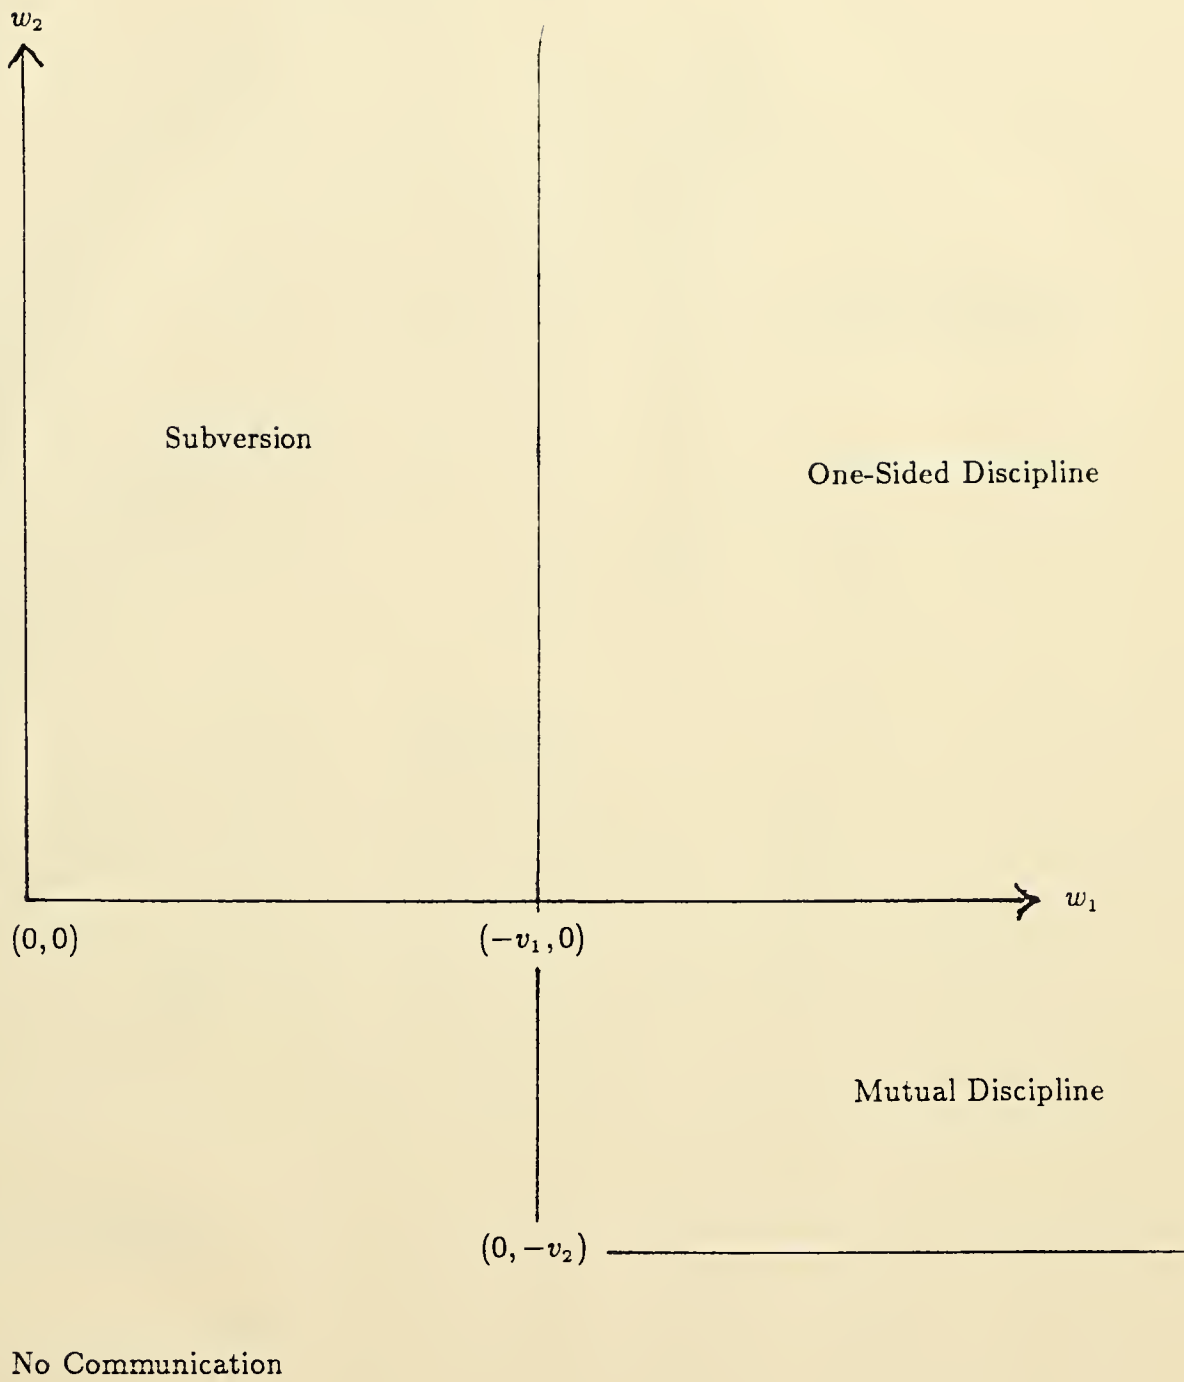 w₂
Subversion
One-Sided Discipline
w₁
(0,0)
(−v₁,0)
Mutual Discipline
(0,−v₂)
No Communication